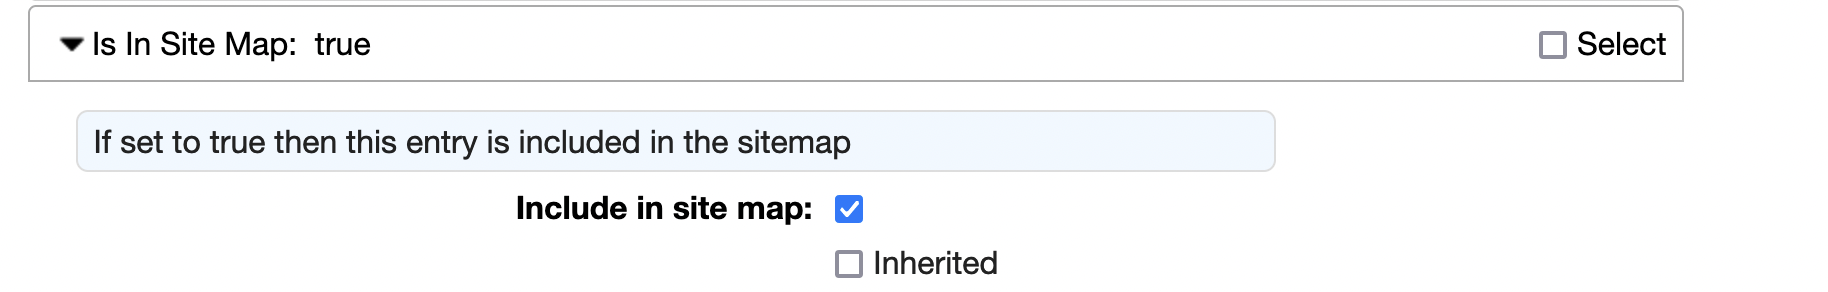 Is In Site Map: true Select
If set to true then this entry is included in the sitemap
Include in site map:
Inherited